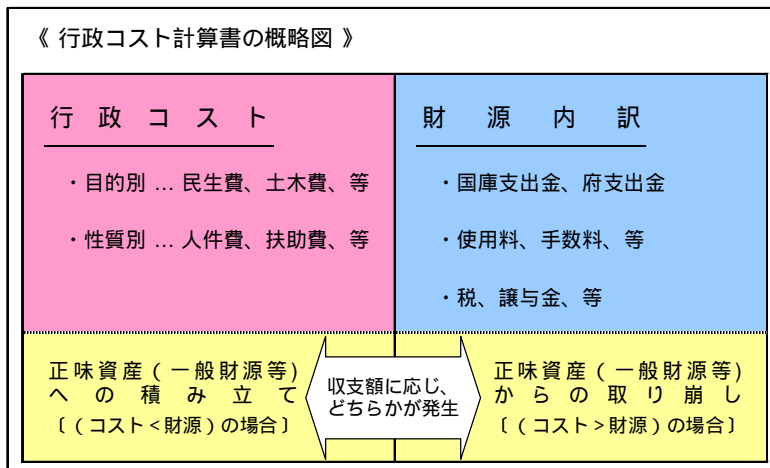 《 行政コスト計算書の概略図 》
行政コスト
・目的別 … 民生費、土木費、等
・性質別 … 人件費、扶助費、等
財源内訳
・国庫支出金、府支出金
・使用料、手数料、等
・税、譲与金、等
正味資産(一般財源等)
への積み立て
〔(コスト<財源)の場合〕
収支額に応じ、
どちらかが発生
正味資産(一般財源等)
からの取り崩し
〔(コスト>財源)の場合〕